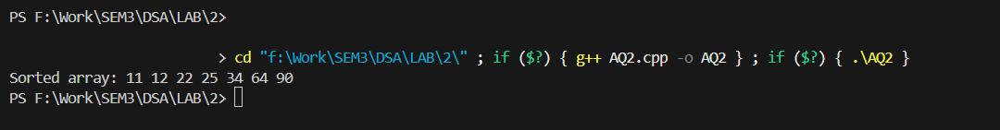 PS F:\Work\SEM3\DSA\LAB\2>
> cd "f:\Work\SEM3\DSA\LAB\2\" ; if ($?) { g++ AQ2.cpp -o AQ2 } ; if ($?) { .\AQ2 }
Sorted array: 11 12 22 25 34 64 90
PS F:\Work\SEM3\DSA\LAB\2>